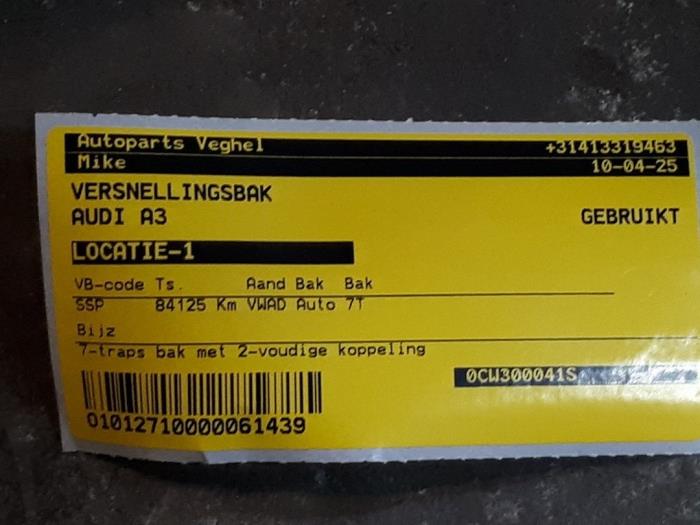 Autoparts Veghel +31413319463
Mike 10-04-25
VERSNELLINGSBAK
AUDI A3 GEBRUIKT
LOCATIE-1
VB-code Ts. Aand Bak Bak
SSP 84125 Km VWAD Auto 7T
Bijz
7-traps bak met 2-voudige koppeling
0CW300041S
01012710000061439